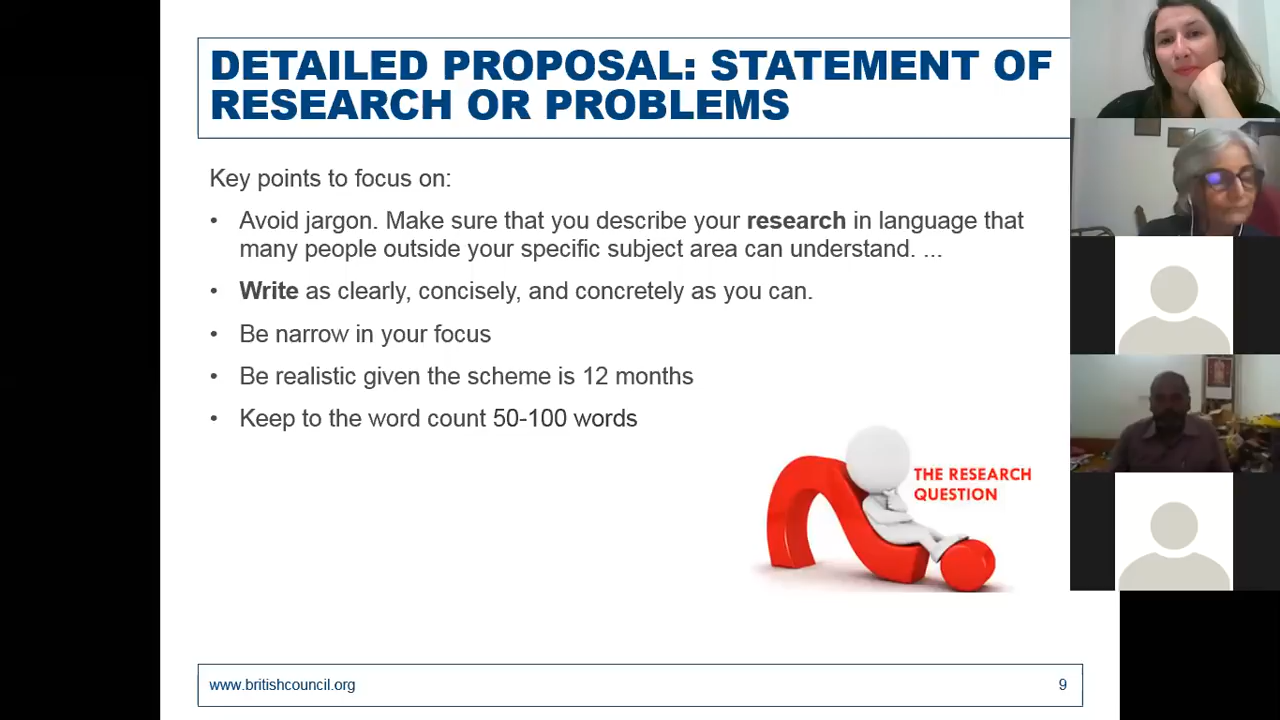 DETAILED PROPOSAL: STATEMENT OF
RESEARCH OR PROBLEMS
Key points to focus on:
• Avoid jargon. Make sure that you describe your research in language that
many people outside your specific subject area can understand. ...
• Write as clearly, concisely, and concretely as you can.
• Be narrow in your focus
• Be realistic given the scheme is 12 months
• Keep to the word count 50-100 words
THE RESEARCH
QUESTION
www.britishcouncil.org
9